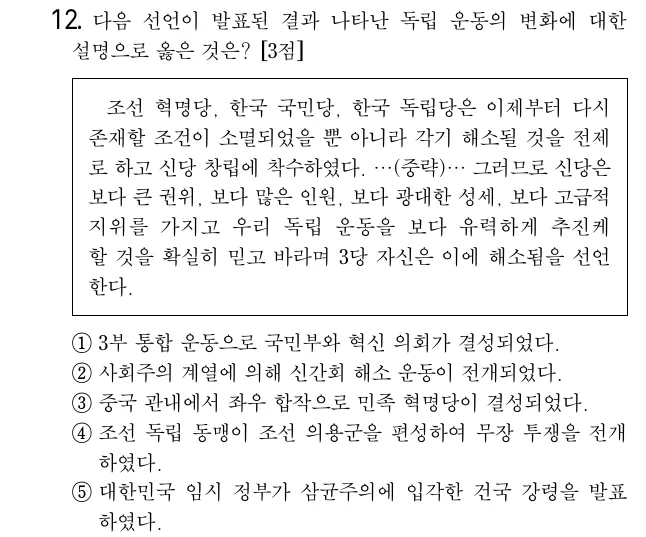 12. 다음 선언이 발표된 결과 나타난 독립 운동의 변화에 대한
설명으로 옳은 것은? [3점]
조선 혁명당, 한국 국민당, 한국 독립당은 이제부터 다시
존재할 조건이 소멸되었을 뿐 아니라 각기 해소될 것을 전제
로 하고 신당 창립에 착수하였다. …(중략)… 그러므로 신당은
보다 큰 권위, 보다 많은 인원, 보다 광대한 성세, 보다 고급적
지위를 가지고 우리 독립 운동을 보다 유력하게 추진케
할 것을 확실히 믿고 바라며 3당 자신은 이에 해소됨을 선언
한다.
① 3부 통합 운동으로 국민부와 혁신 의회가 결성되었다.
② 사회주의 계열에 의해 신간회 해소 운동이 전개되었다.
③ 중국 관내에서 좌우 합작으로 민족 혁명당이 결성되었다.
④ 조선 독립 동맹이 조선 의용군을 편성하여 무장 투쟁을 전개
하였다.
⑤ 대한민국 임시 정부가 삼균주의에 입각한 건국 강령을 발표
하였다.